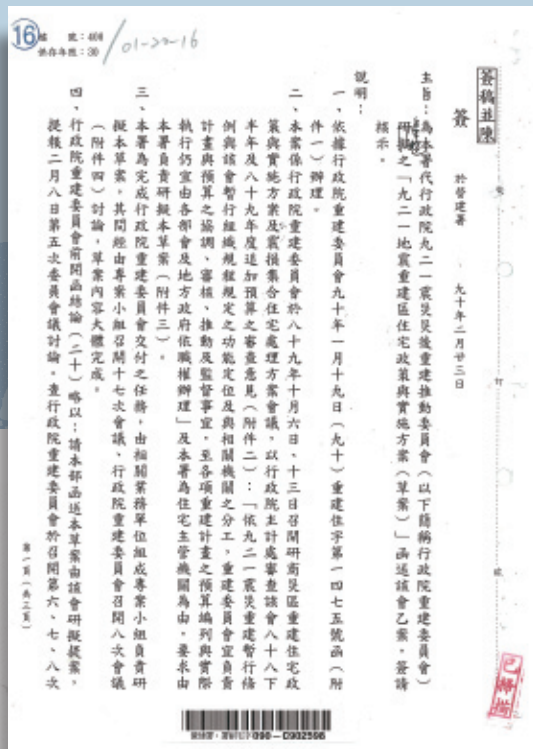 16
檔　號：400
保存年限：30
01-22-16
簽稿並陳
簽　於營建署　九十年二月廿三日
主旨：為本署代行政院九二一震災災後重建推動委員會（以下簡稱行政院重建委員會）
研擬之「九二一地震重建區住宅政策與實施方案（草案）」函送該會乙案，簽請
核示。
說明：
一、依據行政院重建委員會九十年一月十九日（九十）重建住字第一四七五號函（附
件一）辦理。
二、本案係行政院重建委員會於八十九年十月六日、十三日召開研商災區重建住宅政
策與實施方案及震損集合住宅處理方案會議，以行政院主計處審查該會八十八下
半年及八十九年度追加預算之審查意見（附件二）：「依九二一震災重建暫行條
例與該會暫行組織規程規定之功能定位及與相關機關之分工，重建委員會宜負責
計畫與預算之協調、審核、推動及監督事宜，至各項重建計畫之預算編列與實際
執行仍宜由各部會及地方政府依職權辦理」及本署為住宅主管機關為由，要求由
本署負責研擬本草案（附件三）。
三、本署為完成行政院重建委員會交付之任務，由相關業務單位組成專案小組負責研
擬本草案，其間經由專案小組召開十七次會議、行政院重建委員會召開八次會議
（附件四）討論，草案內容大體完成。
四、行政院重建委員會前開函結論（二十）略以：請本部函送本草案由該會研擬提案，
提報二月八日第五次委員會議討論。查行政院重建委員會於召開第六、七、八次
第一頁（共三頁）
已掃描
090-C902596